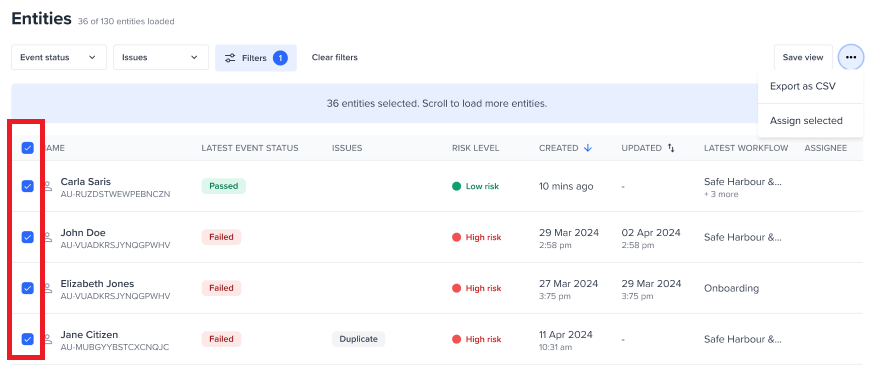 Entities 36 of 130 entities loaded
Event status Issues Filters 1 Clear filters Save view
Export as CSV
36 entities selected. Scroll to load more entities.
Assign selected
AME LATEST EVENT STATUS ISSUES RISK LEVEL CREATED UPDATED LATEST WORKFLOW ASSIGNEE
Carla Saris Passed Low risk 10 mins ago - Safe Harbour &...
AU-RUZDSTWEWPEBNCZN + 3 more
John Doe Failed High risk 29 Mar 2024 02 Apr 2024 Safe Harbour &...
AU-VUADKRSJYNQGPWHV 2:58 pm 2:58 pm
Elizabeth Jones Failed High risk 27 Mar 2024 29 Mar 2024 Onboarding
AU-VUADKRSJYNQGPWHV 3:75 pm 3:75 pm
Jane Citizen Failed Duplicate High risk 11 Apr 2024 - Safe Harbour &...
AU-MUBGYYBSTCXCNQJC 10:31 am